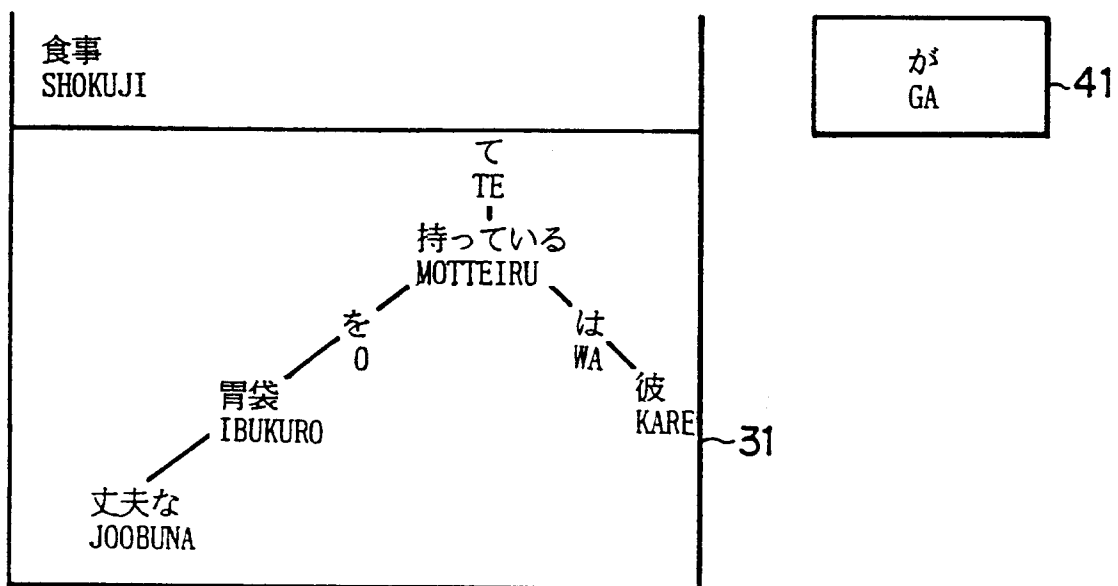 食事
SHOKUJI
が
GA
41
て
TE
持っている
MOTTEIRU
を
O
は
WA
胃袋
IBUKURO
彼
KARE
31
丈夫な
JOOBUNA